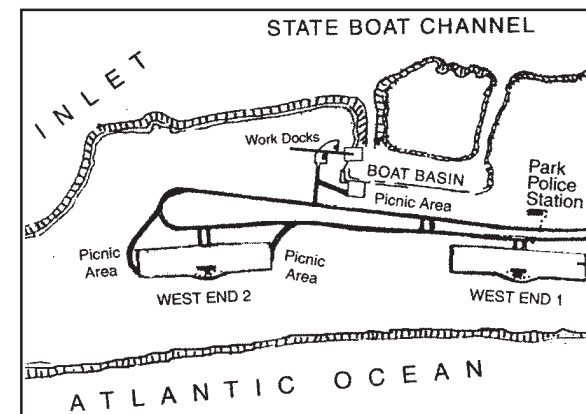 STATE BOAT CHANNEL
INLET
Work Docks
BOAT BASIN
Picnic Area
Park
Police
Station
Picnic
Area
Picnic
Area
WEST END 2
WEST END 1
ATLANTIC OCEAN